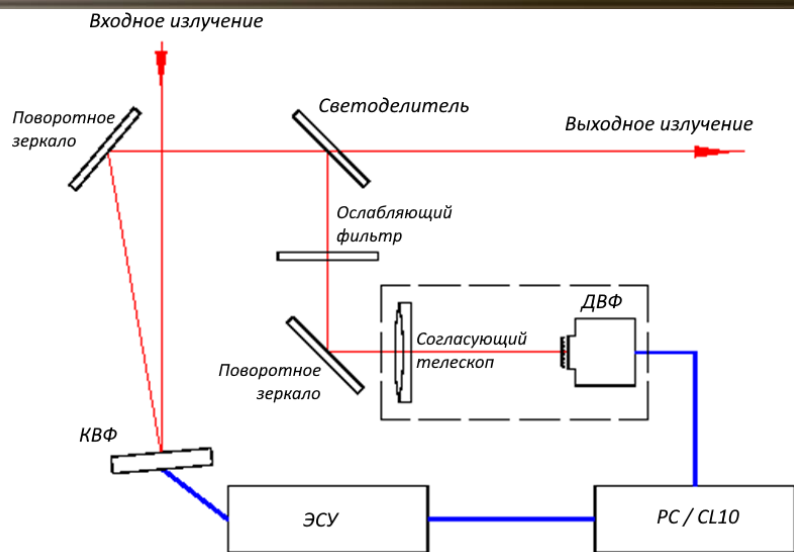 Входное излучение
Поворотное
зеркало
Светоделитель
Выходное излучение
Ослабляющий
фильтр
ДВФ
Согласующий
телескоп
Поворотное
зеркало
КВФ
ЭСУ
PC / CL10